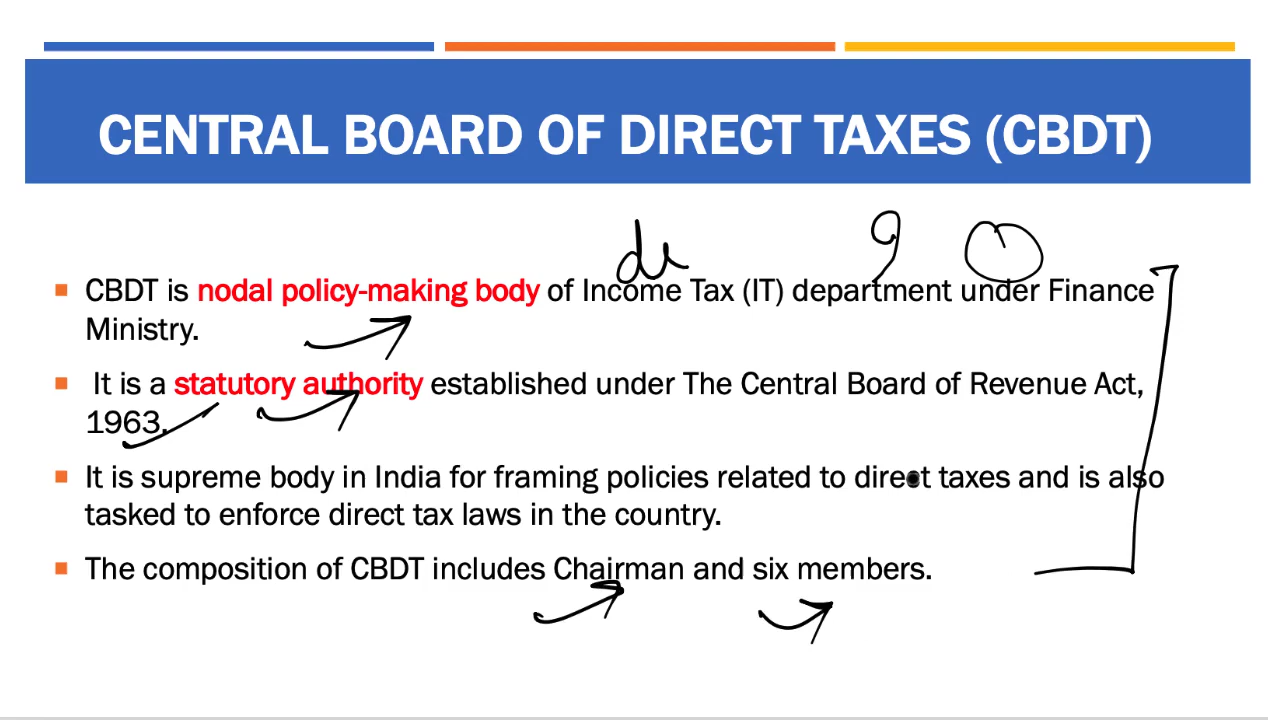 CENTRAL BOARD OF DIRECT TAXES (CBDT)
CBDT is nodal policy-making body of Income Tax (IT) department under Finance
Ministry.
It is a statutory authority established under The Central Board of Revenue Act,
1963.
It is supreme body in India for framing policies related to direct taxes and is also
tasked to enforce direct tax laws in the country.
The composition of CBDT includes Chairman and six members.